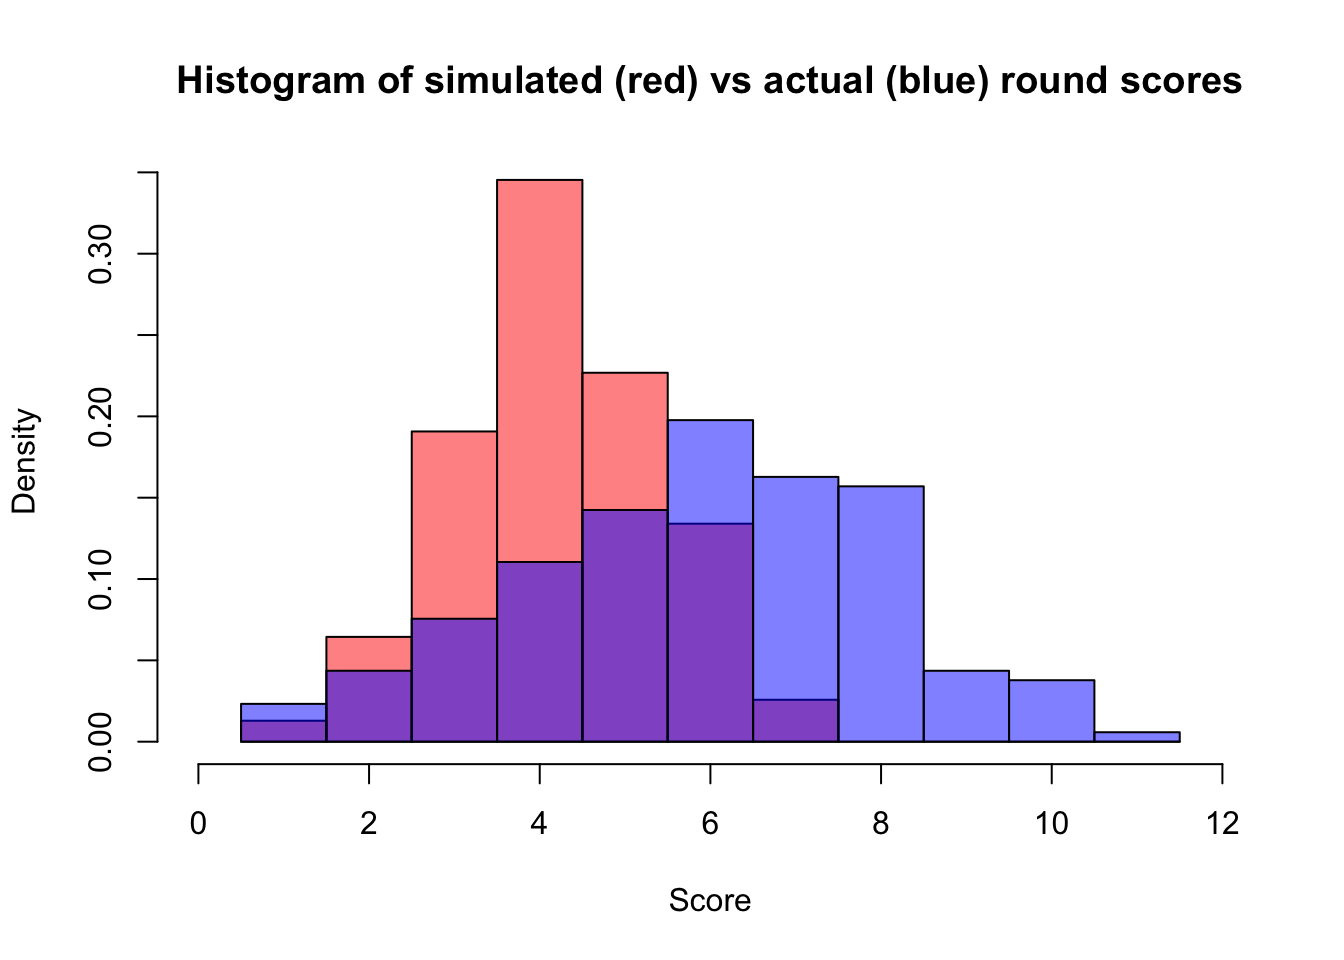 Histogram of simulated (red) vs actual (blue) round scores
0.30
0.20
0.10
0.00
Density
0 2 4 6 8 10 12
Score